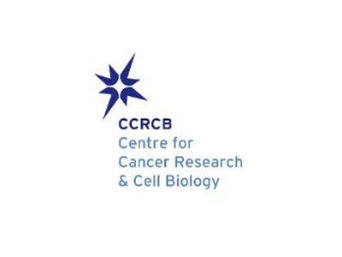 CCRCB
Centre for
Cancer Research
& Cell Biology